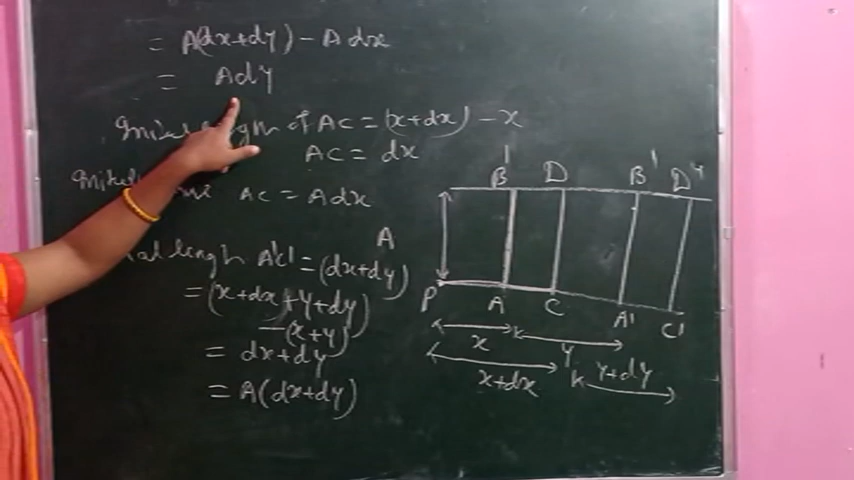 = A(dx+dy) - A dx
= Ady
length of AC = (x+dx) - x
AC = dx
AC = Adx
A
A'C' = (dx+dy)
= (x+dx)+y+dy)
-(x+y)
= dx+dy
= A(dx+dy)
B' D B' D'
P A C A' C'
x y
x+dx y+dy